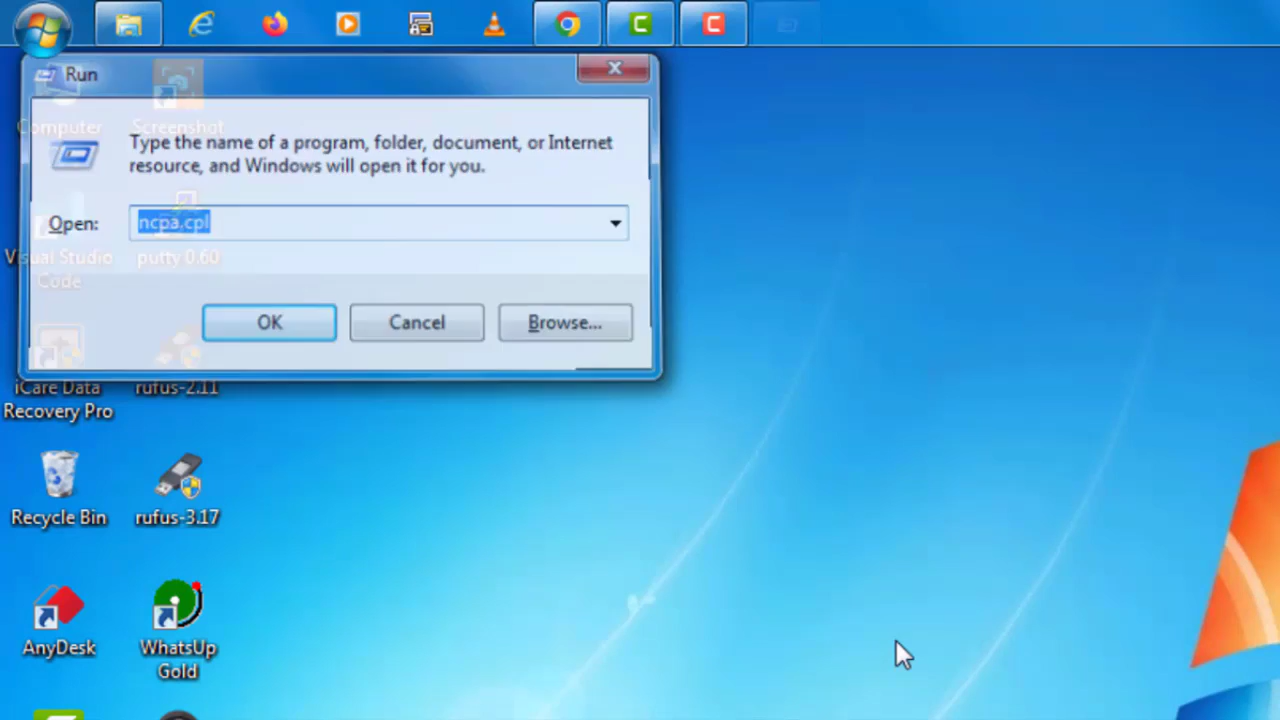 Run
Type the name of a program, folder, document, or Internet
resource, and Windows will open it for you.
Open:
ncpa.cpl
OK
Cancel
Browse...
Computer
Screenshot
Visual Studio
Code
putty 0.60
iCare Data
Recovery Pro
rufus-2.11
Recycle Bin
rufus-3.17
AnyDesk
WhatsUp
Gold